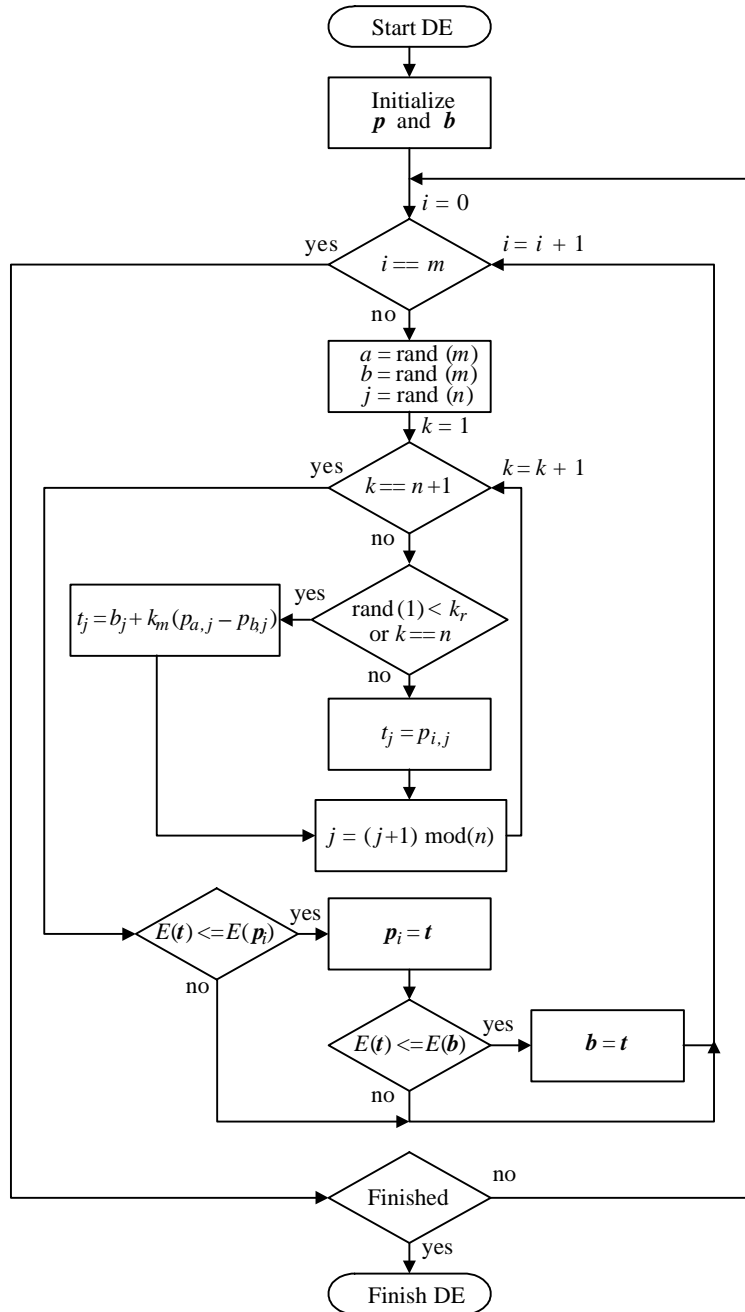 Start DE
Initialize
p and b
i = 0
yes
i = i + 1
i == m
no
a = rand (m)
b = rand (m)
j = rand (n)
k = 1
yes
k = k + 1
k == n+1
no
yes
rand (1) < k_r
or k == n
t_j = b_j + k_m (p_{a,j} – p_{b,j})
no
t_j = p_{i,j}
j = (j+1) mod(n)
E(t) <=E(p_i)
yes
p_i = t
no
E(t) <=E(b)
yes
b = t
no
Finished
no
yes
Finish DE